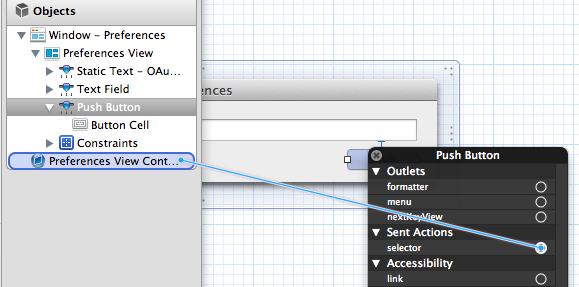 Objects
Window – Preferences
Preferences View
Static Text – OAu...
Text Field
Push Button
Button Cell
Constraints
Preferences View Cont...
ences
Push Button
Outlets
formatter
menu
nextKeyView
Sent Actions
selector
Accessibility
link